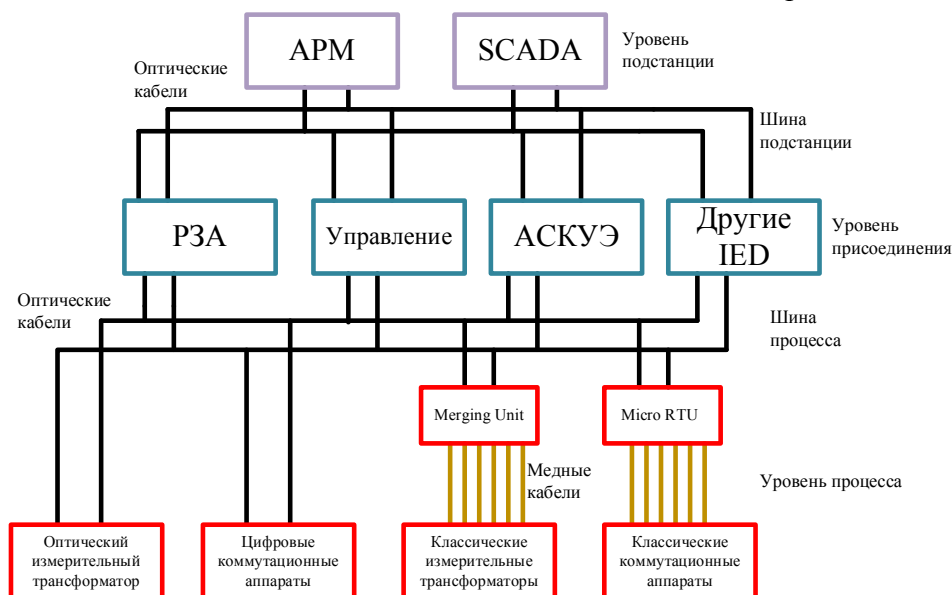 АРМ
SCADA
Уровень
подстанции
Оптические
кабели
Шина
подстанции
РЗА
Управление
АСКУЭ
Другие
IED
Уровень
присоединения
Оптические
кабели
Шина
процесса
Merging Unit
Micro RTU
Медные
кабели
Уровень процесса
Оптический
измерительный
трансформатор
Цифровые
коммутационные
аппараты
Классические
измерительные
трансформаторы
Классические
коммутационные
аппараты